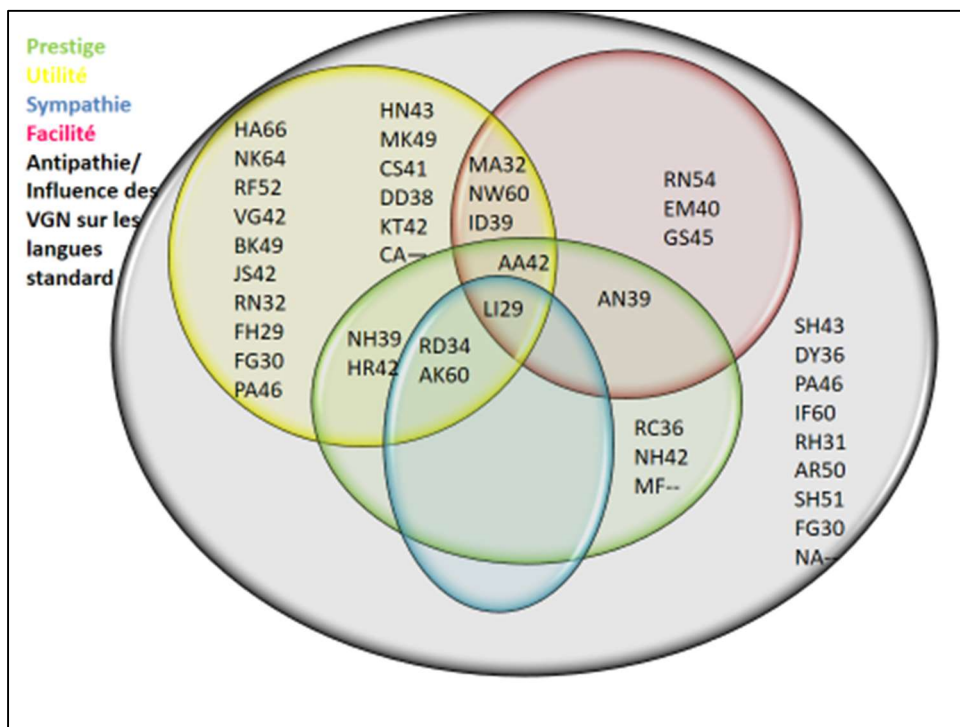 Prestige
Utilité
Sympathie
Facilité
Antipathie/
Influence des
VGN sur les
langues
standard
HA66
NK64
RF52
VG42
BK49
JS42
RN32
FH29
FG30
PA46
HN43
MK49
CS41
DD38
KT42
CA--
MA32
NW60
ID39
AA42
LI29
NH39
HR42
RD34
AK60
RN54
EM40
GS45
AN39
RC36
NH42
MF--
SH43
DY36
PA46
IF60
RH31
AR50
SH51
FG30
NA--